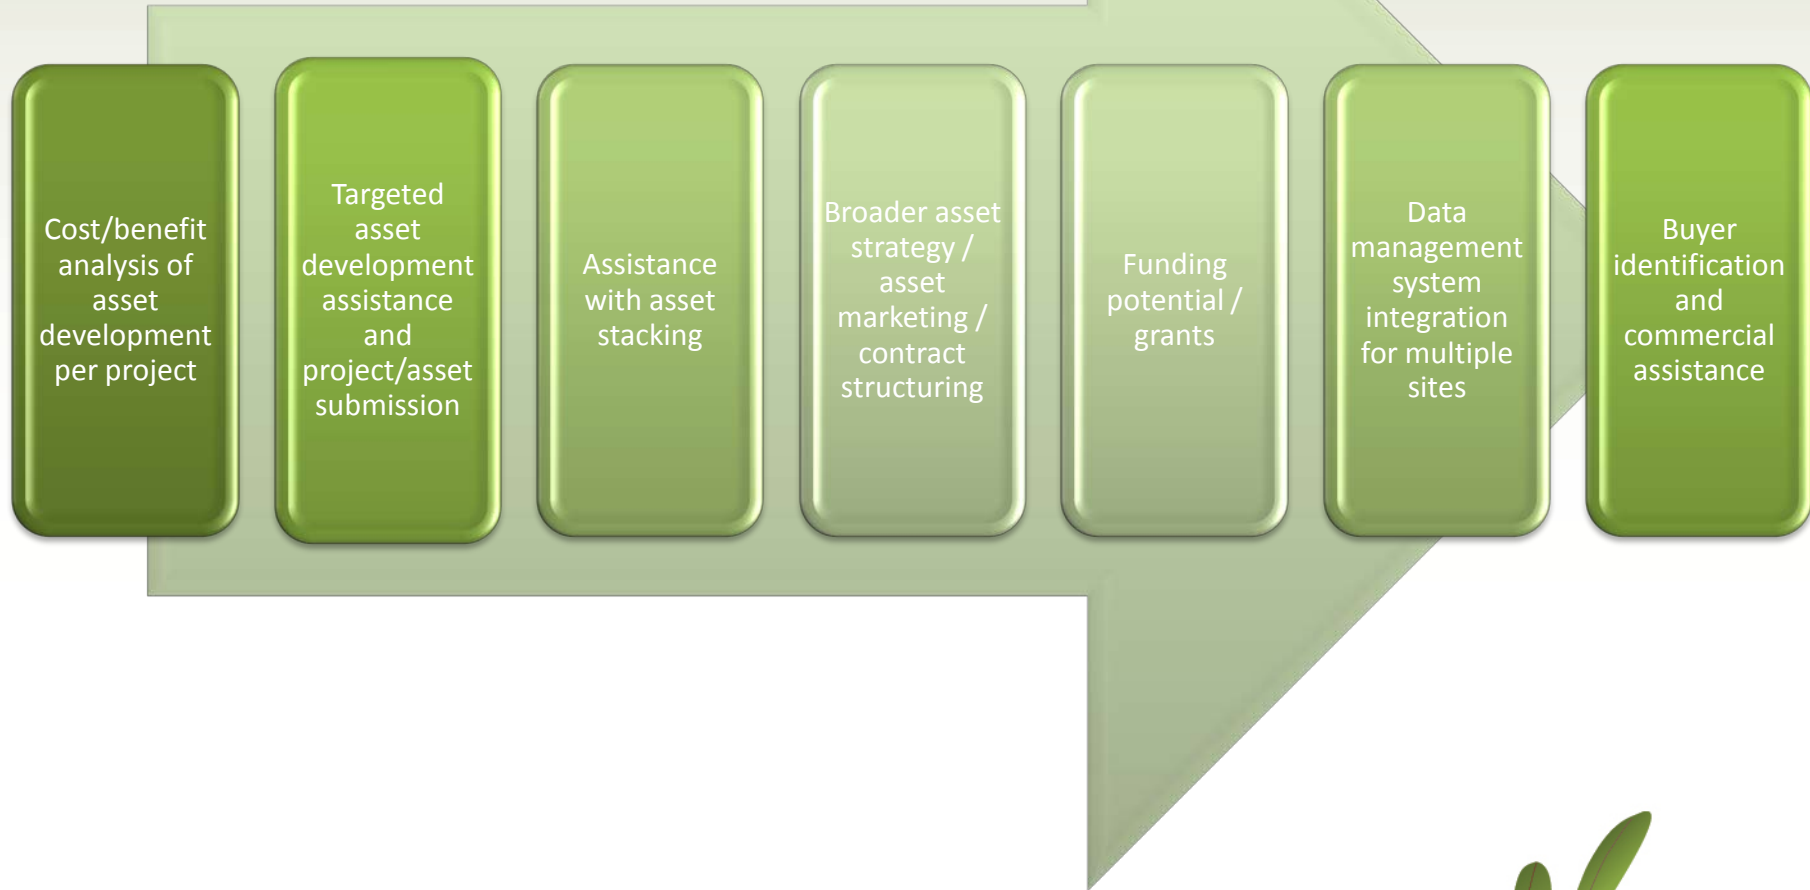 Cost/benefit
analysis of
asset
development
per project
Targeted
asset
development
assistance
and
project/asset
submission
Assistance
with asset
stacking
Broader asset
strategy /
asset
marketing /
contract
structuring
Funding
potential /
grants
Data
management
system
integration
for multiple
sites
Buyer
identification
and
commercial
assistance